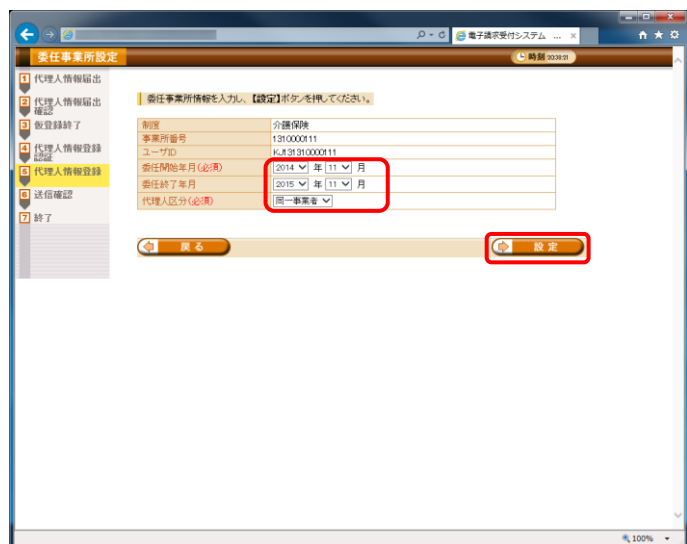 電子請求受付システム ...
委任事業所設定
時刻 20:38:21
1 代理人情報届出
2 代理人情報届出
確認
3 仮登録終了
4 代理人情報登録
認証
5 代理人情報登録
6 送信確認
7 終了
委任事業所情報を入力し、【設定】ボタンを押してください。
制度 介護保険
事業所番号 1310000111
ユーザID KJ131310000111
委任開始年月(必須) 2014 年 11 月
委任終了年月 2015 年 11 月
代理人区分(必須) 同一事業者
戻る
設定
100%